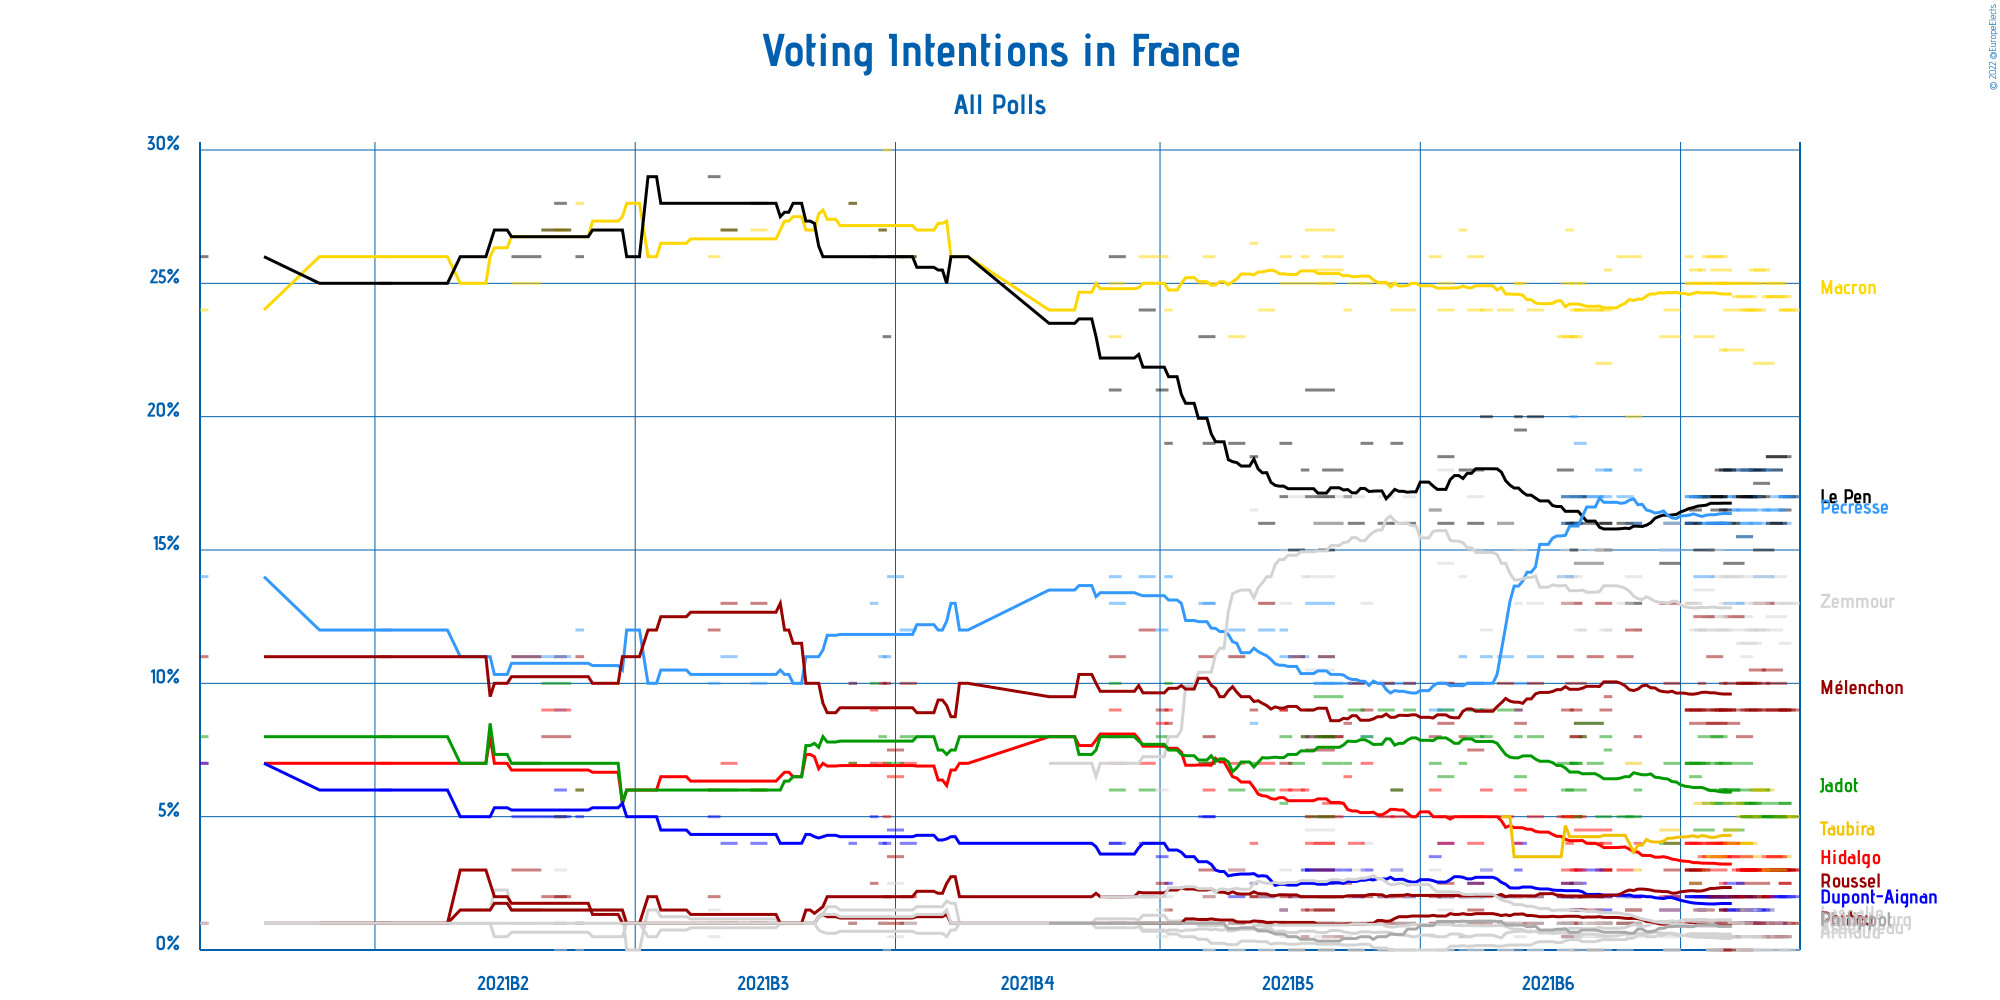 © 2022 @EuropeElects
Voting Intentions in France
All Polls
30%
25%
20%
15%
10%
5%
0%
Macron
Le Pen
Pécresse
Zemmour
Mélenchon
Jadot
Taubira
Hidalgo
Roussel
Dupont-Aignan
Arnaud
2021B2
2021B3
2021B4
2021B5
2021B6